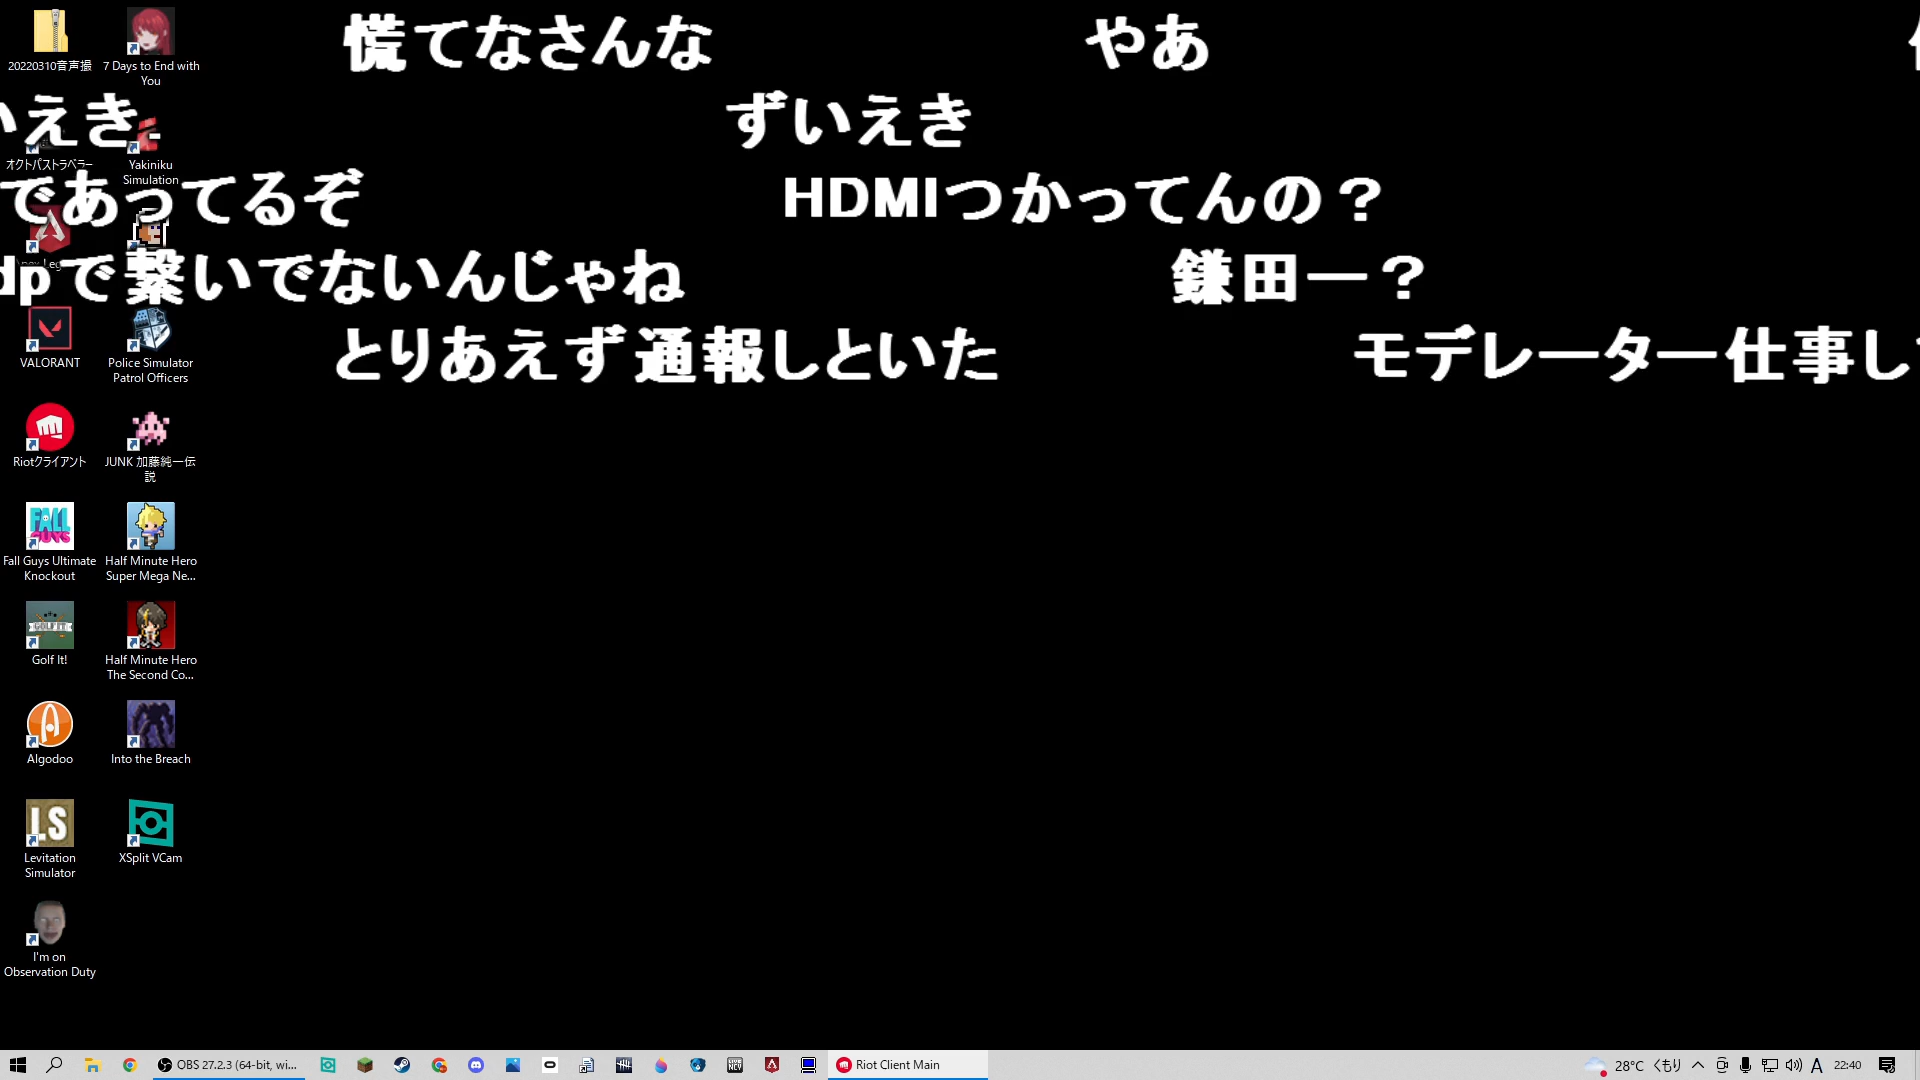 慌てなさんな
やあ
いえき
ずいえき
であってるぞ
HDMIつかってんの？
dpで繋いでないんじゃね
鎌田一？
とりあえず通報しといた
モデレーター仕事し
20220310音声撮
7 Days to End with You
オクトパストラベラー
Yakiniku Simulation
VALORANT
Police Simulator Patrol Officers
Riotクライアント
JUNK 加藤純一伝説
Fall Guys Ultimate Knockout
Half Minute Hero Super Mega Ne...
Golf It!
Half Minute Hero The Second Co...
Algodoo
Into the Breach
Levitation Simulator
XSplit VCam
I'm on Observation Duty
OBS 27.2.3 (64-bit, wi...
Riot Client Main
28°C くもり
A
22:40